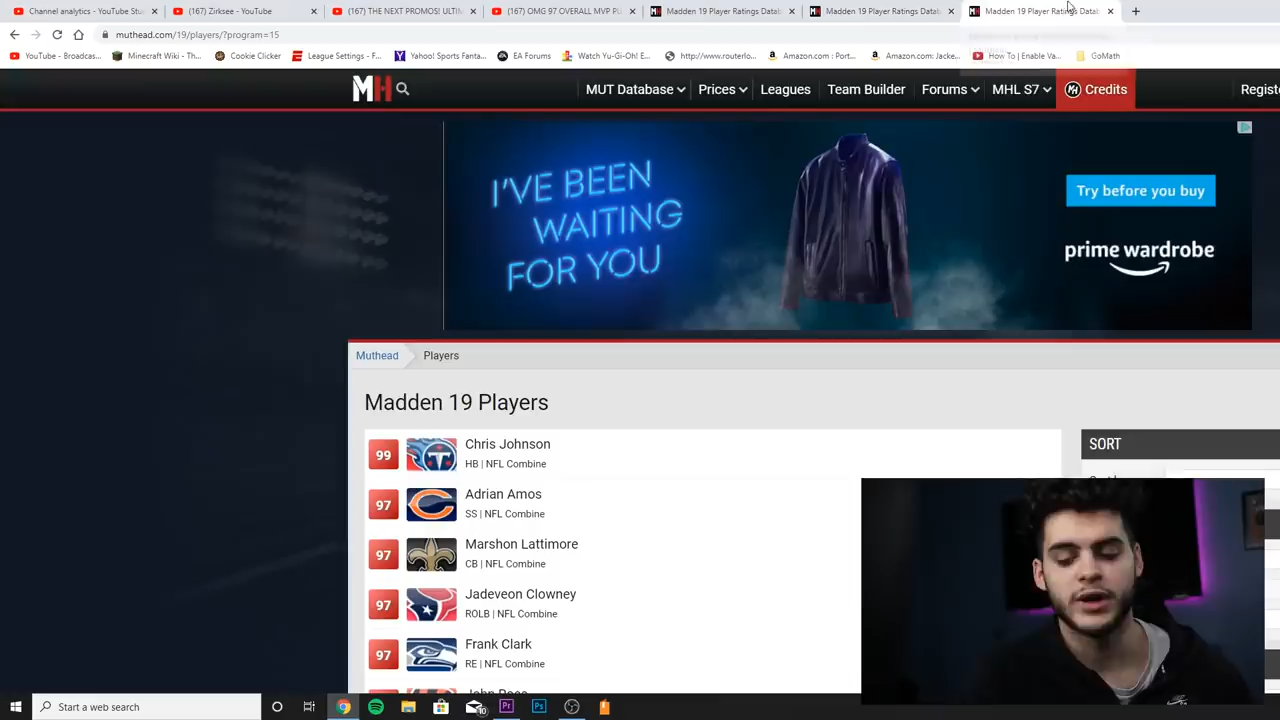 Channel analytics - YouTube Stu
(167) Zirksee - YouTube
(167) THE NEXT PROMOS! ULTIM
(167) OMG 97 OVERALL MVP PL
Madden 19 Player Ratings Datab
Madden 19 Player Ratings Datab
Madden 19 Player Ratings Datab
muthead.com/19/players/?program=15
YouTube - Broadcas...
Minecraft Wiki - Th...
Cookie Clicker
League Settings - F...
Yahoo! Sports Fanta...
EA Forums
Watch Yu-Gi-Oh! E...
http://www.routerlo...
Amazon.com : Port...
Amazon.com: Jacke...
How To | Enable Va...
GoMath
MH
MUT Database
Prices
Leagues
Team Builder
Forums
MHL S7
Credits
Registe
I'VE BEEN
WAITING
FOR YOU
Try before you buy
prime wardrobe
Muthead
Players
Madden 19 Players
99
Chris Johnson
HB | NFL Combine
97
Adrian Amos
SS | NFL Combine
97
Marshon Lattimore
CB | NFL Combine
97
Jadeveon Clowney
ROLB | NFL Combine
97
Frank Clark
RE | NFL Combine
SORT
Start a web search
10
Pr
Ps